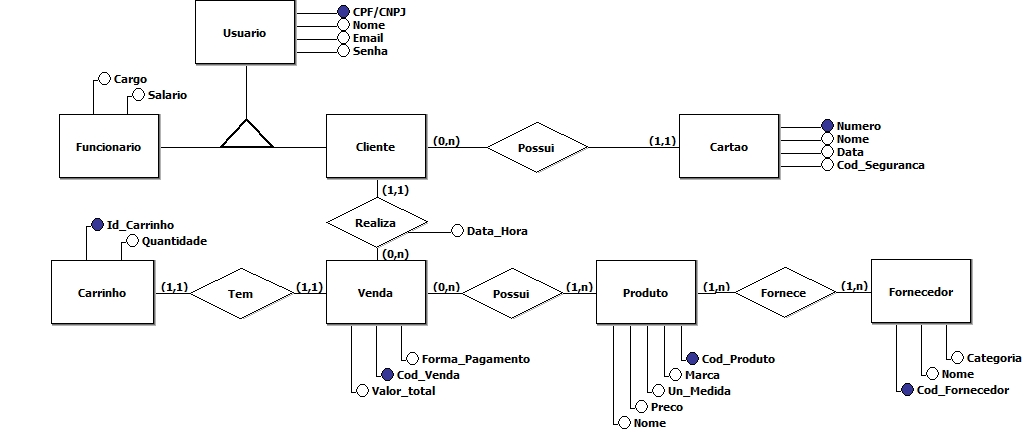 Usuario
CPF/CNPJ
Nome
Email
Senha
Cargo
Salario
Funcionario
Cliente
(0,n)
Possui
(1,1)
Cartao
Numero
Nome
Data
Cod_Seguranca
(1,1)
Realiza
Data_Hora
(0,n)
Id_Carrinho
Quantidade
Carrinho
(1,1)
Tem
(1,1)
Venda
(0,n)
Possui
(1,n)
Produto
(1,n)
Fornece
(1,n)
Fornecedor
Forma_Pagamento
Cod_Venda
Valor_total
Cod_Produto
Marca
Un_Medida
Preco
Nome
Categoria
Nome
Cod_Fornecedor